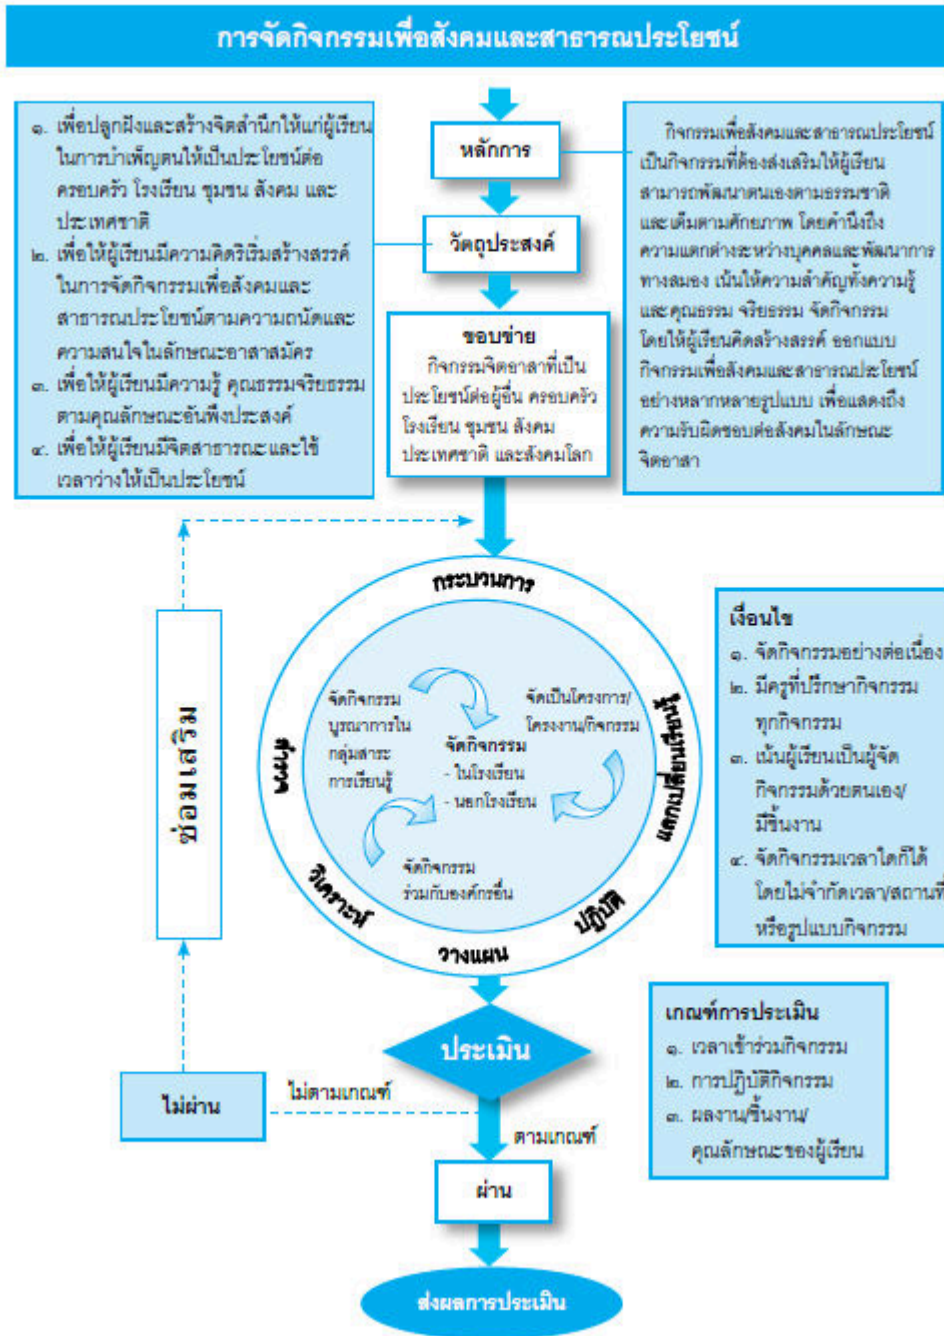 การจัดกิจกรรมเพื่อสังคมและสาธารณประโยชน์
หลักการ
กิจกรรมเพื่อสังคมและสาธารณประโยชน์
เป็นกิจกรรมที่ต้องส่งเสริมให้ผู้เรียน
สามารถพัฒนาตนเองตามธรรมชาติ
และเต็มตามศักยภาพ โดยคำนึงถึง
ความแตกต่างระหว่างบุคคลและพัฒนาการ
ทางสมอง เน้นให้ความสำคัญทั้งความรู้
และคุณธรรม จริยธรรม จัดกิจกรรม
โดยให้ผู้เรียนคิดสร้างสรรค์ ออกแบบ
กิจกรรมเพื่อสังคมและสาธารณประโยชน์
อย่างหลากหลายรูปแบบ เพื่อแสดงถึง
ความรับผิดชอบต่อสังคมในลักษณะ
จิตอาสา
วัตถุประสงค์
๑. เพื่อปลูกฝังและสร้างจิตสำนึกให้แก่ผู้เรียน
ในการบำเพ็ญตนให้เป็นประโยชน์ต่อ
ครอบครัว โรงเรียน ชุมชน สังคม และ
ประเทศชาติ
๒. เพื่อให้ผู้เรียนมีความคิดริเริ่มสร้างสรรค์
ในการจัดกิจกรรมเพื่อสังคมและ
สาธารณประโยชน์ตามความถนัดและ
ความสนใจในลักษณะอาสาสมัคร
๓. เพื่อให้ผู้เรียนมีความรู้ คุณธรรมจริยธรรม
ตามคุณลักษณะอันพึงประสงค์
๔. เพื่อให้ผู้เรียนมีจิตสาธารณะและใช้
เวลาว่างให้เป็นประโยชน์
ขอบข่าย
กิจกรรมจิตอาสาที่เป็น
ประโยชน์ต่อผู้อื่น ครอบครัว
โรงเรียน ชุมชน สังคม
ประเทศชาติ และสังคมโลก
กระบวนการ
สำรวจ
วิเคราะห์
วางแผน
ปฏิบัติ
แลกเปลี่ยนเรียนรู้
จัดกิจกรรม
บูรณาการใน
กลุ่มสาระ
การเรียนรู้
จัดเป็นโครงการ/
โครงงาน/กิจกรรม
จัดกิจกรรม
- ในโรงเรียน
- นอกโรงเรียน
จัดกิจกรรม
ร่วมกับองค์กรอื่น
เงื่อนไข
๑. จัดกิจกรรมอย่างต่อเนื่อง
๒. มีครูที่ปรึกษากิจกรรม
ทุกกิจกรรม
๓. เน้นผู้เรียนเป็นผู้จัด
กิจกรรมด้วยตนเอง/
มีชิ้นงาน
๔. จัดกิจกรรมเวลาใดก็ได้
โดยไม่จำกัดเวลา/สถานที่
หรือรูปแบบกิจกรรม
ซ่อมเสริม
ประเมิน
เกณฑ์การประเมิน
๑. เวลาเข้าร่วมกิจกรรม
๒. การปฏิบัติกิจกรรม
๓. ผลงาน/ชิ้นงาน/
คุณลักษณะของผู้เรียน
ไม่ผ่าน
ไม่ตามเกณฑ์
ตามเกณฑ์
ผ่าน
ส่งผลการประเมิน